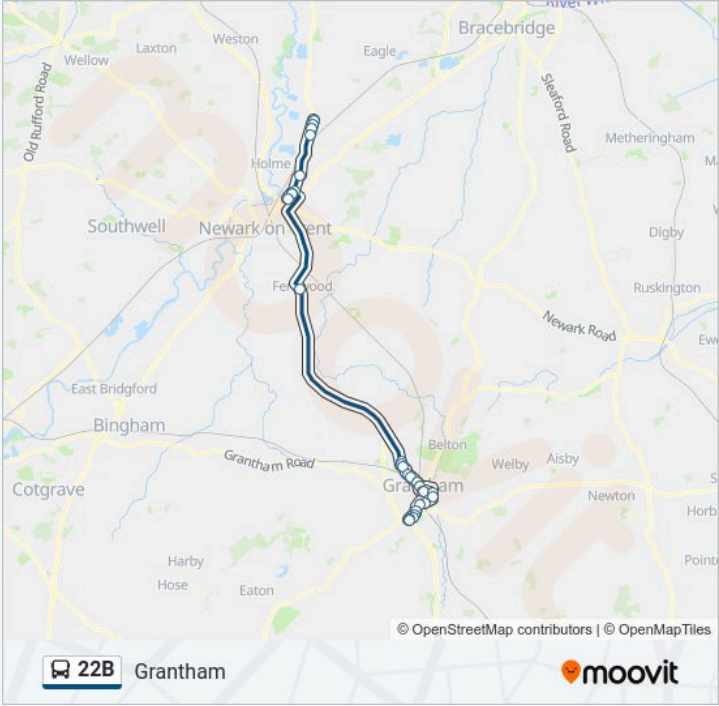 River Wi
Bracebridge
Weston
Laxton
Eagle
Wellow
Old Rufford Road
Sleaford Road
Metheringham
M
Holme
Southwell
Newark on Trent
Digby
Fernwood
Ruskington
Newark Road
Ewe
East Bridgford
Bingham
Belton
Grantham Road
Welby
Aisby
S
Cotgrave
Grantham
Newton
Horb
Harby
Pointo
Hose
Eaton
© OpenStreetMap contributors | © OpenMapTiles
22B Grantham
moovit